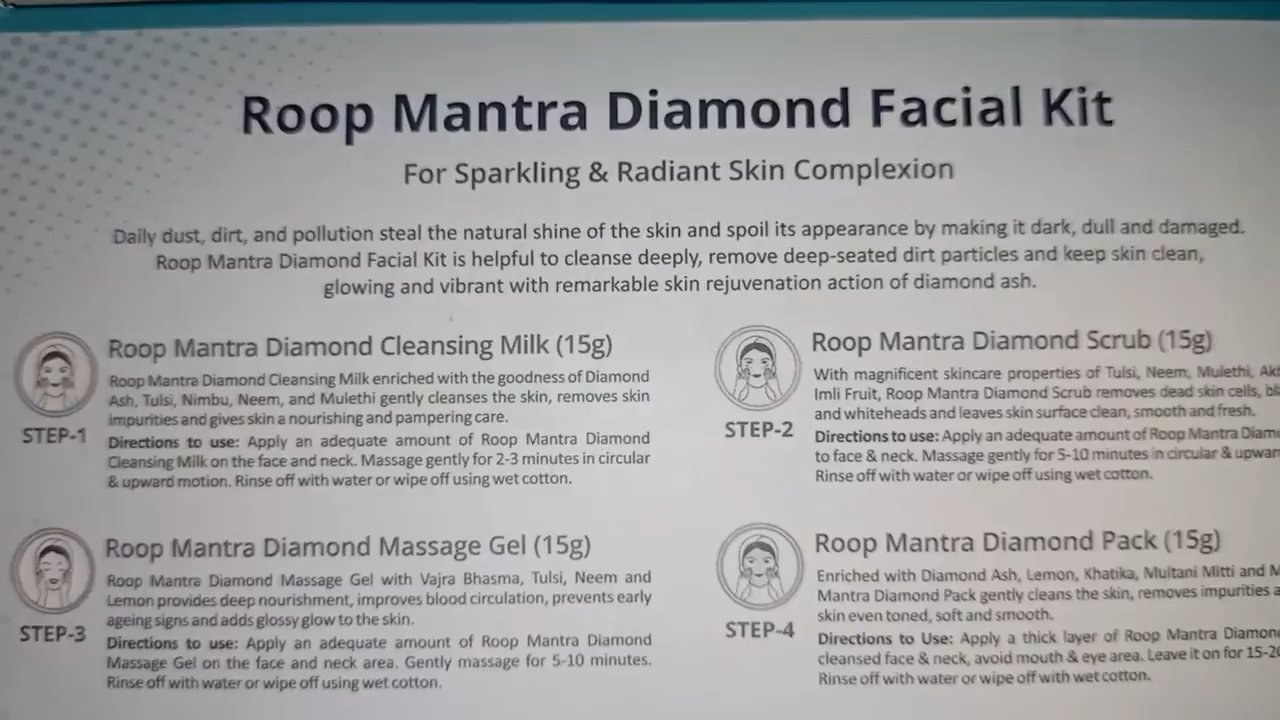 Roop Mantra Diamond Facial Kit
For Sparkling & Radiant Skin Complexion
Daily dust, dirt, and pollution steal the natural shine of the skin and spoil its appearance by making it dark, dull and damaged.
Roop Mantra Diamond Facial Kit is helpful to cleanse deeply, remove deep-seated dirt particles and keep skin clean,
glowing and vibrant with remarkable skin rejuvenation action of diamond ash.
STEP-1
Roop Mantra Diamond Cleansing Milk (15g)
Roop Mantra Diamond Cleansing Milk enriched with the goodness of Diamond
Ash, Tulsi, Nimbu, Neem, and Mulethi gently cleanses the skin, removes skin
impurities and gives skin a nourishing and pampering care.
Directions to use: Apply an adequate amount of Roop Mantra Diamond
Cleansing Milk on the face and neck. Massage gently for 2-3 minutes in circular
& upward motion. Rinse off with water or wipe off using wet cotton.
STEP-2
Roop Mantra Diamond Scrub (15g)
With magnificent skincare properties of Tulsi, Neem, Mulethi,
Imli Fruit, Roop Mantra Diamond Scrub removes dead skin cells,
and whiteheads and leaves skin surface clean, smooth and fresh.
Directions to use: Apply an adequate amount of Roop Mantra
to face & neck. Massage gently for 5-10 minutes in circular &
Rinse off with water or wipe off using wet cotton.
STEP-3
Roop Mantra Diamond Massage Gel (15g)
Roop Mantra Diamond Massage Gel with Vajra Bhasma, Tulsi, Neem and
Lemon provides deep nourishment, improves blood circulation, prevents early
ageing signs and adds glossy glow to the skin.
Directions to use: Apply an adequate amount of Roop Mantra Diamond
Massage Gel on the face and neck area. Gently massage for 5-10 minutes.
Rinse off with water or wipe off using wet cotton.
STEP-4
Roop Mantra Diamond Pack (15g)
Enriched with Diamond Ash, Lemon, Khatika, Multani Mitti and
Mantra Diamond Pack gently cleans the skin, removes impurities
skin even toned, soft and smooth.
Directions to Use: Apply a thick layer of Roop Mantra
cleansed face & neck, avoid mouth & eye area. Leave it on for
Rinse off with water or wipe off with wet cotton.